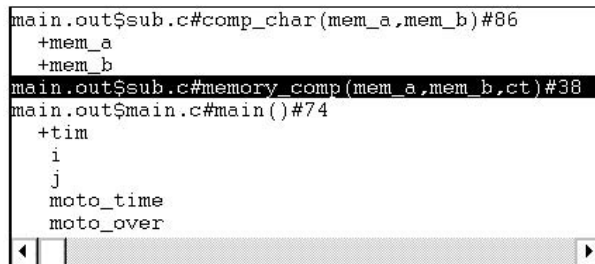 main.out$sub.c#comp_char(mem_a,mem_b)#86
+mem_a
+mem_b
main.out$sub.c#memory_comp(mem_a,mem_b,ct)#38
main.out$main.c#main()#74
+tim
i
j
moto_time
moto_over